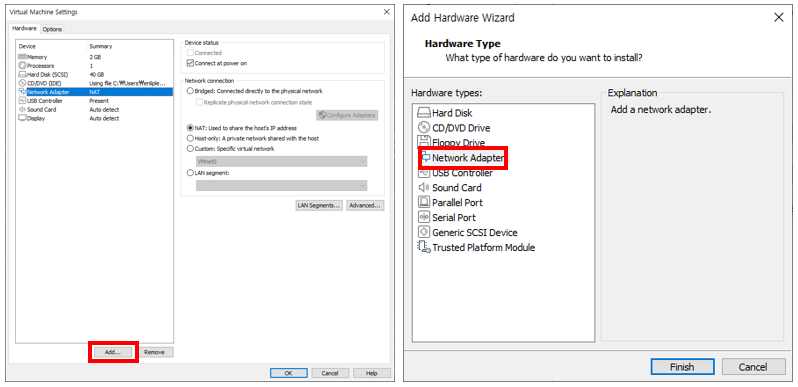 Virtual Machine Settings
Hardware Options
Device Summary
Memory 2 GB
Processors 1
Hard Disk (SCSI) 40 GB
CD/DVD (IDE) Using file C:₩Users₩enliple...
Network Adapter NAT
USB Controller Present
Sound Card Auto detect
Display Auto detect
Add...
Remove
Device status
Connected
Connect at power on
Network connection
Bridged: Connected directly to the physical network
Replicate physical network connection state
Configure Adapters
NAT: Used to share the host's IP address
Host-only: A private network shared with the host
Custom: Specific virtual network
VMnet0
LAN segment:
LAN Segments...
Advanced...
OK
Cancel
Help
Add Hardware Wizard
Hardware Type
What type of hardware do you want to install?
Hardware types:
Hard Disk
CD/DVD Drive
Floppy Drive
Network Adapter
USB Controller
Sound Card
Parallel Port
Serial Port
Generic SCSI Device
Trusted Platform Module
Explanation
Add a network adapter.
Finish
Cancel